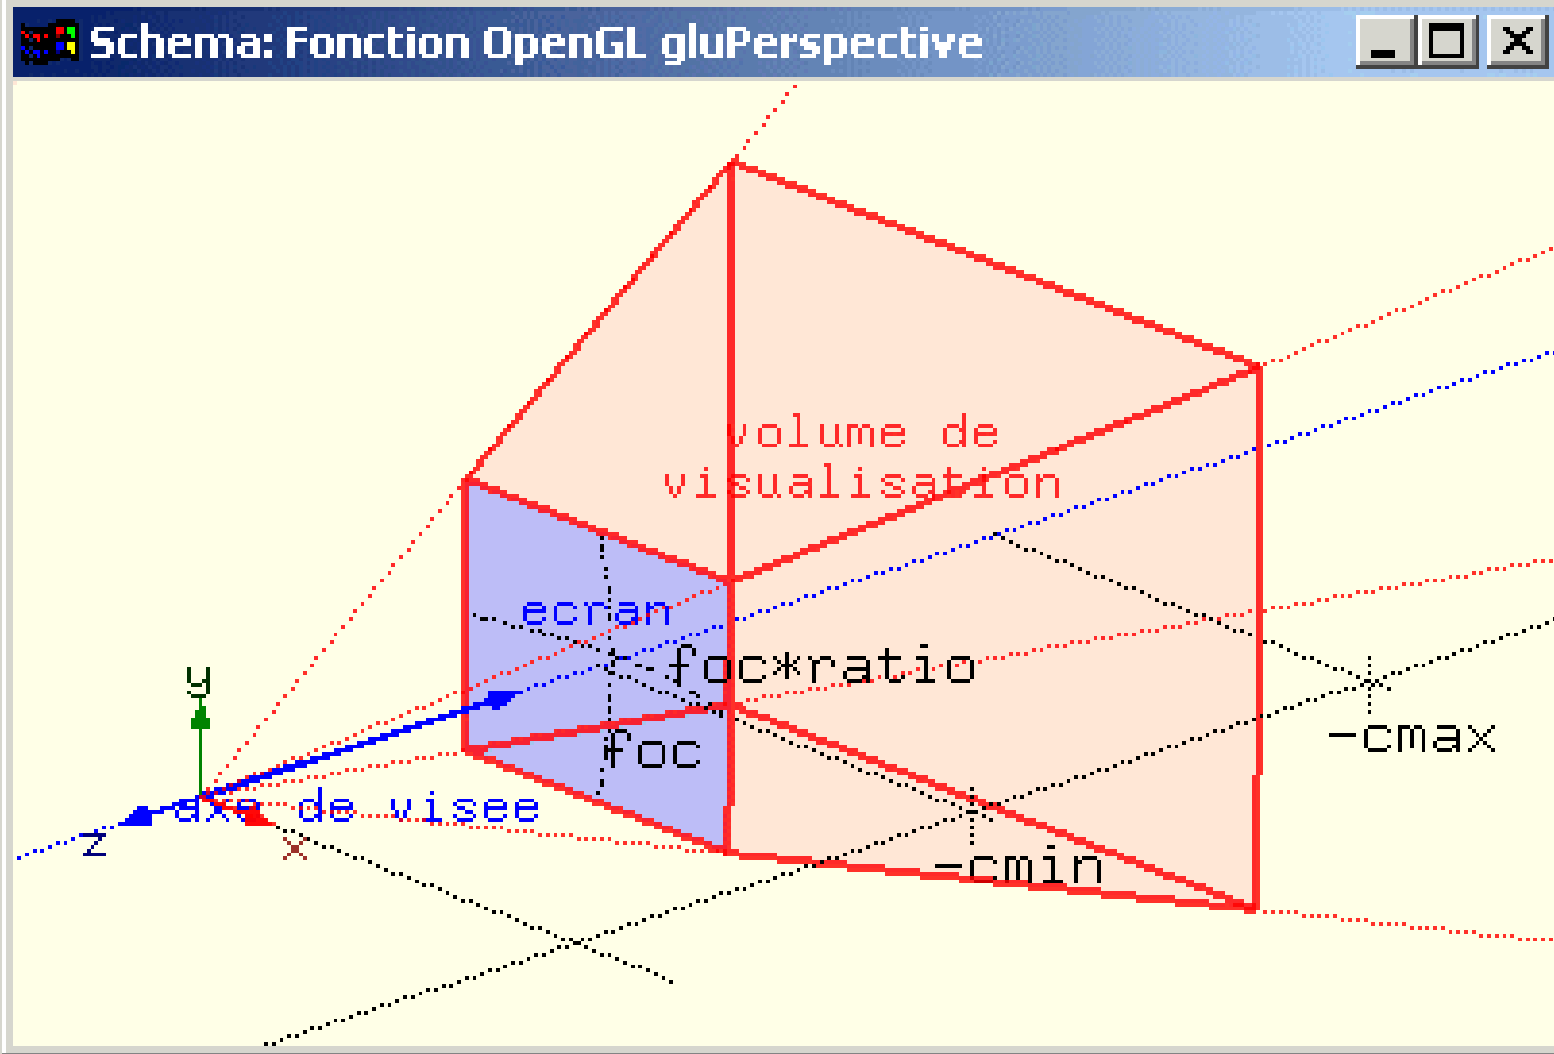 Schema: Fonction OpenGL gluPerspective
volume de
visualisation
ecran
foc*ratio
y
foc
-cmax
axe de visee
z
x
-cmin